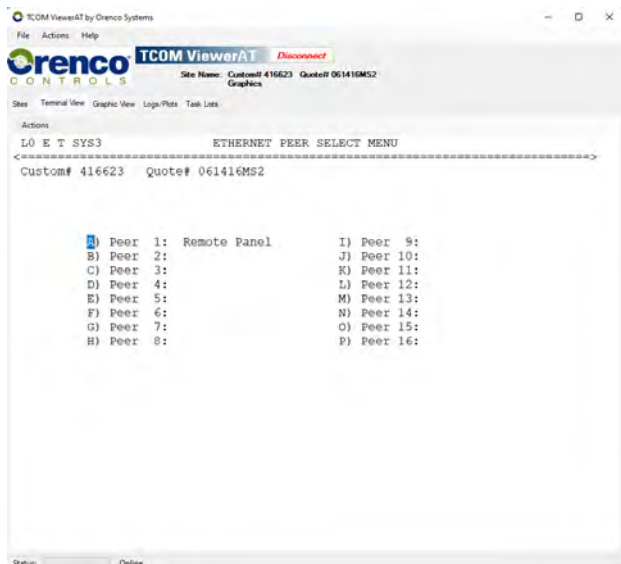 TCOM ViewerAT by Orenco Systems
File Actions Help
Orenco
CONTROLS
TCOM ViewerAT Disconnect
Site Name: Custom# 416623 Quote# 061416MS2
Graphics
Sites Terminal View Graphic View Logs/Plots Task Lists
Actions
L0 E T SYS3 ETHERNET PEER SELECT MENU
<==============================================================================>
Custom# 416623 Quote# 061416MS2
A) Peer 1: Remote Panel I) Peer 9:
B) Peer 2: J) Peer 10:
C) Peer 3: K) Peer 11:
D) Peer 4: L) Peer 12:
E) Peer 5: M) Peer 13:
F) Peer 6: N) Peer 14:
G) Peer 7: O) Peer 15:
H) Peer 8: P) Peer 16:
Status: Online